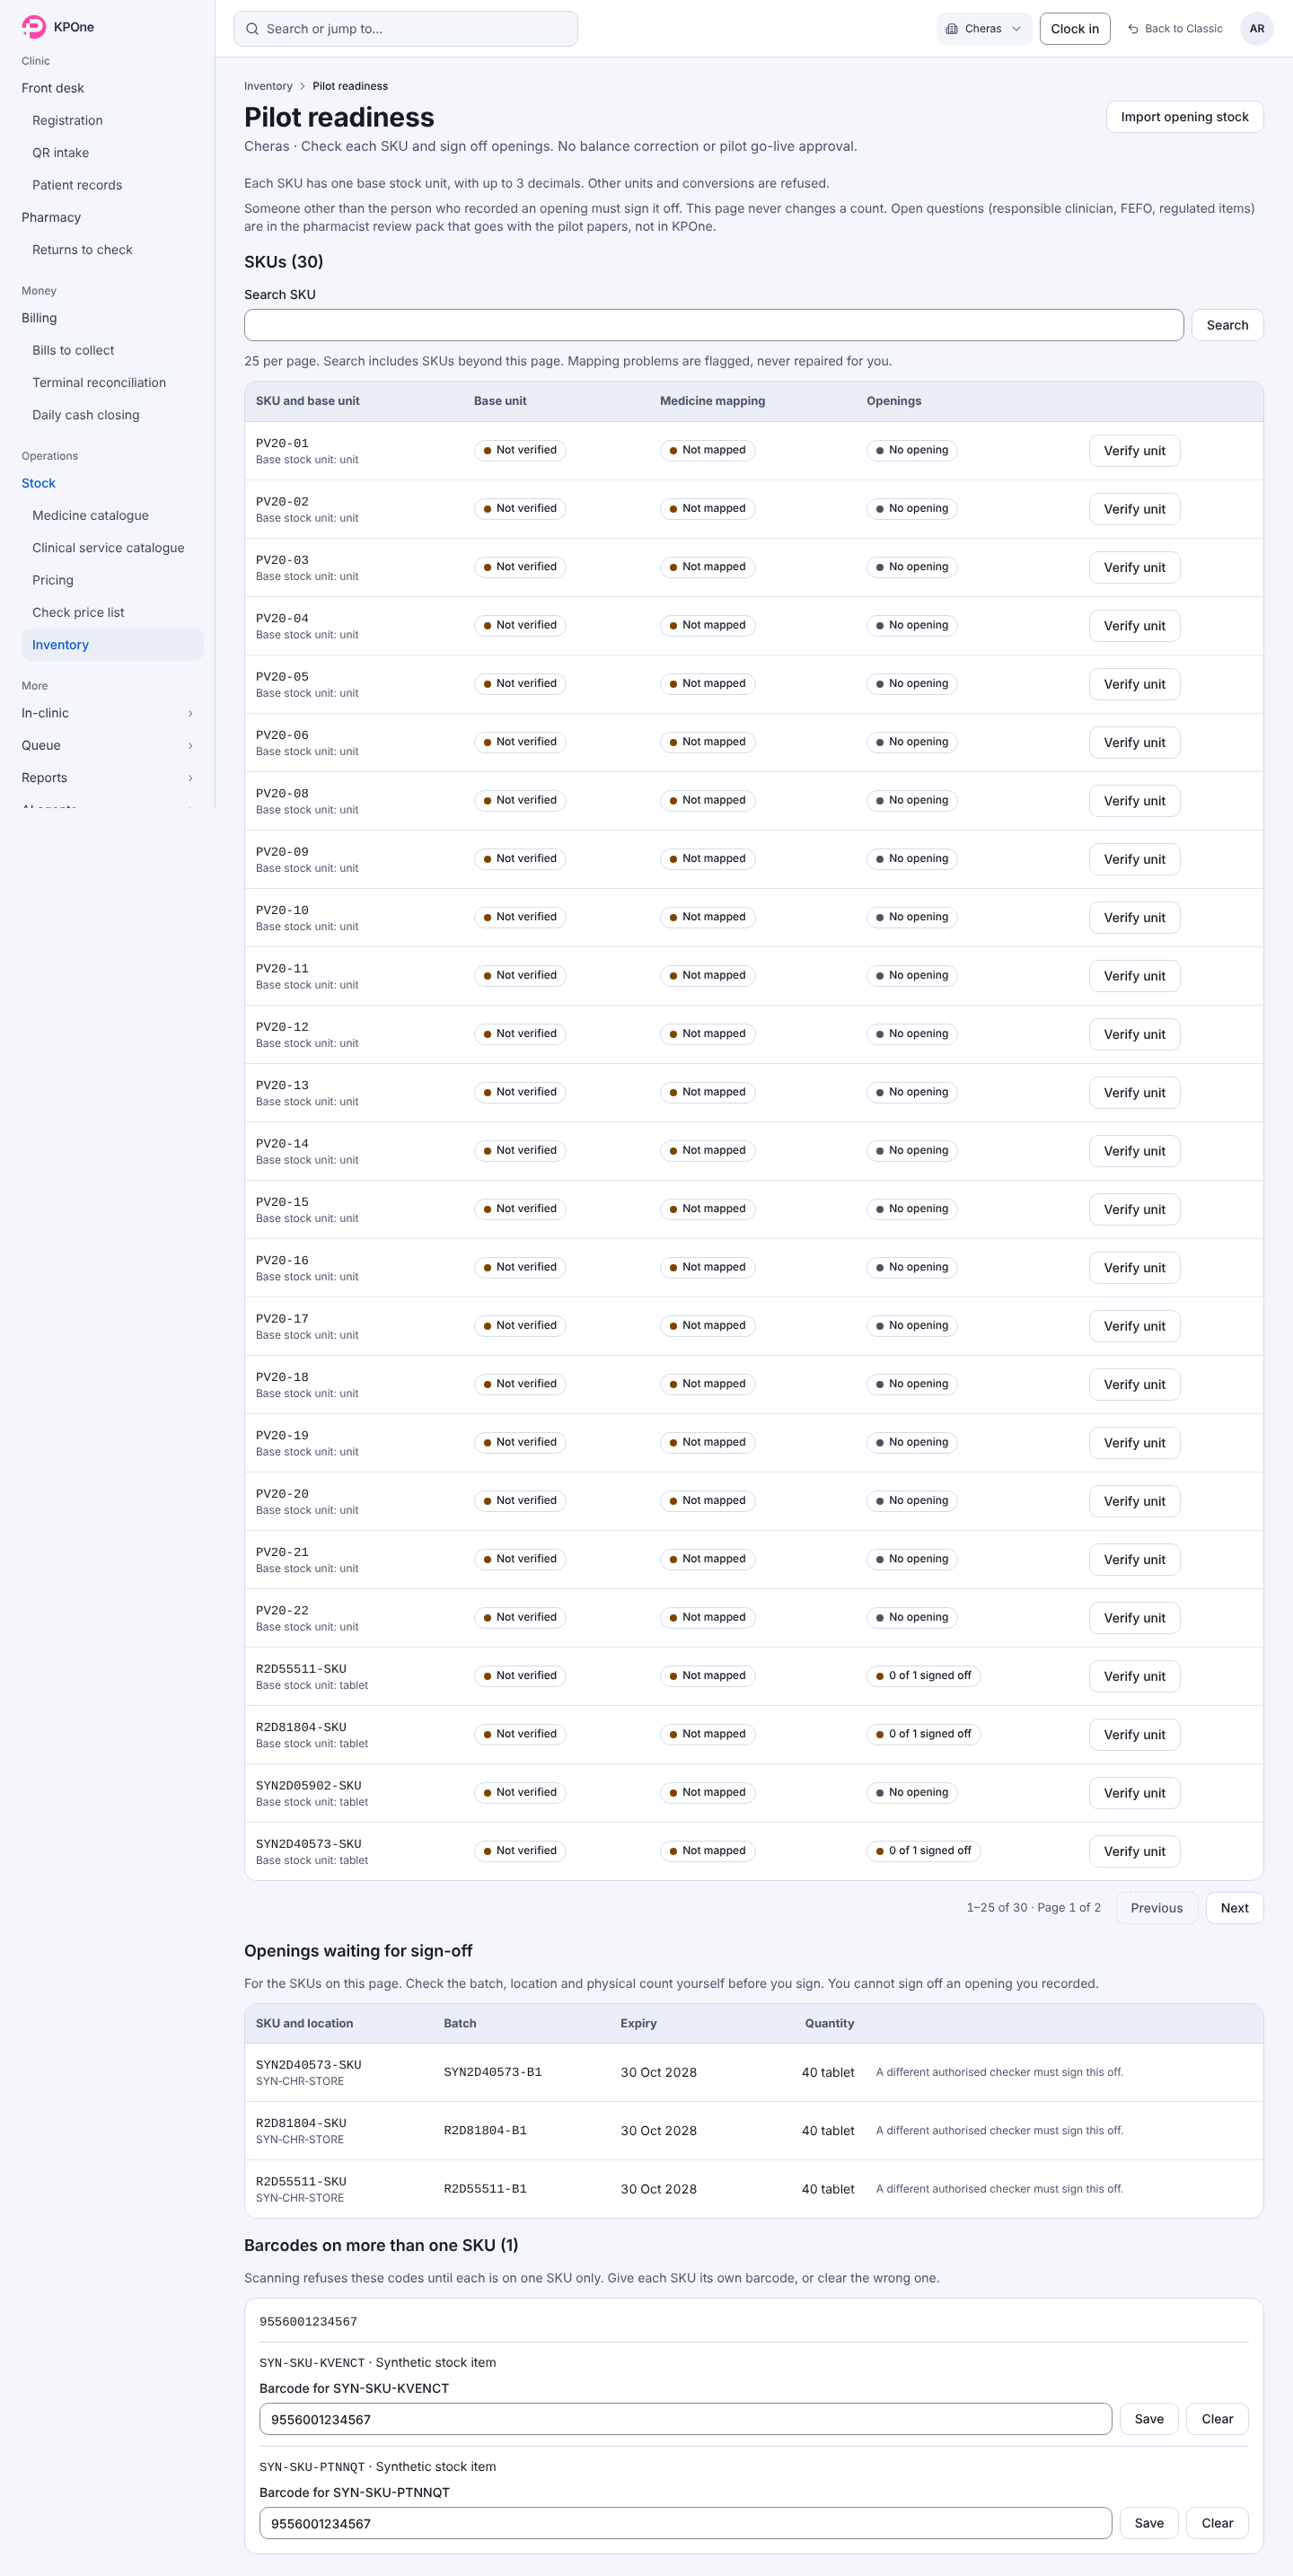 KPOne
Search or jump to...
Cheras
Clock in
Back to Classic
AR
Clinic
Front desk
Registration
QR intake
Patient records
Pharmacy
Returns to check
Money
Billing
Bills to collect
Terminal reconciliation
Daily cash closing
Operations
Stock
Medicine catalogue
Clinical service catalogue
Pricing
Check price list
Inventory
More
In-clinic
Queue
Reports
Inventory > Pilot readiness
Pilot readiness
Import opening stock
Cheras · Check each SKU and sign off openings. No balance correction or pilot go-live approval.
Each SKU has one base stock unit, with up to 3 decimals. Other units and conversions are refused.
Someone other than the person who recorded an opening must sign it off. This page never changes a count. Open questions (responsible clinician, FEFO, regulated items)
are in the pharmacist review pack that goes with the pilot papers, not in KPOne.
SKUs (30)
Search SKU
Search
25 per page. Search includes SKUs beyond this page. Mapping problems are flagged, never repaired for you.
SKU and base unit Base unit Medicine mapping Openings
PV20-01 Not verified Not mapped No opening Verify unit
Base stock unit: unit
PV20-02 Not verified Not mapped No opening Verify unit
Base stock unit: unit
PV20-03 Not verified Not mapped No opening Verify unit
Base stock unit: unit
PV20-04 Not verified Not mapped No opening Verify unit
Base stock unit: unit
PV20-05 Not verified Not mapped No opening Verify unit
Base stock unit: unit
PV20-06 Not verified Not mapped No opening Verify unit
Base stock unit: unit
PV20-08 Not verified Not mapped No opening Verify unit
Base stock unit: unit
PV20-09 Not verified Not mapped No opening Verify unit
Base stock unit: unit
PV20-10 Not verified Not mapped No opening Verify unit
Base stock unit: unit
PV20-11 Not verified Not mapped No opening Verify unit
Base stock unit: unit
PV20-12 Not verified Not mapped No opening Verify unit
Base stock unit: unit
PV20-13 Not verified Not mapped No opening Verify unit
Base stock unit: unit
PV20-14 Not verified Not mapped No opening Verify unit
Base stock unit: unit
PV20-15 Not verified Not mapped No opening Verify unit
Base stock unit: unit
PV20-16 Not verified Not mapped No opening Verify unit
Base stock unit: unit
PV20-17 Not verified Not mapped No opening Verify unit
Base stock unit: unit
PV20-18 Not verified Not mapped No opening Verify unit
Base stock unit: unit
PV20-19 Not verified Not mapped No opening Verify unit
Base stock unit: unit
PV20-20 Not verified Not mapped No opening Verify unit
Base stock unit: unit
PV20-21 Not verified Not mapped No opening Verify unit
Base stock unit: unit
PV20-22 Not verified Not mapped No opening Verify unit
Base stock unit: unit
R2D55511-SKU Not verified Not mapped 0 of 1 signed off Verify unit
Base stock unit: tablet
R2D81804-SKU Not verified Not mapped 0 of 1 signed off Verify unit
Base stock unit: tablet
SYN2D05902-SKU Not verified Not mapped No opening Verify unit
Base stock unit: tablet
SYN2D40573-SKU Not verified Not mapped 0 of 1 signed off Verify unit
Base stock unit: tablet
1–25 of 30 · Page 1 of 2 Previous Next
Openings waiting for sign-off
For the SKUs on this page. Check the batch, location and physical count yourself before you sign. You cannot sign off an opening you recorded.
SKU and location Batch Expiry Quantity
SYN2D40573-SKU SYN2D40573-B1 30 Oct 2028 40 tablet A different authorised checker must sign this off.
SYN-CHR-STORE
R2D81804-SKU R2D81804-B1 30 Oct 2028 40 tablet A different authorised checker must sign this off.
SYN-CHR-STORE
R2D55511-SKU R2D55511-B1 30 Oct 2028 40 tablet A different authorised checker must sign this off.
SYN-CHR-STORE
Barcodes on more than one SKU (1)
Scanning refuses these codes until each is on one SKU only. Give each SKU its own barcode, or clear the wrong one.
9556001234567
SYN-SKU-KVENCT · Synthetic stock item
Barcode for SYN-SKU-KVENCT
9556001234567 Save Clear
SYN-SKU-PTNNQT · Synthetic stock item
Barcode for SYN-SKU-PTNNQT
9556001234567 Save Clear